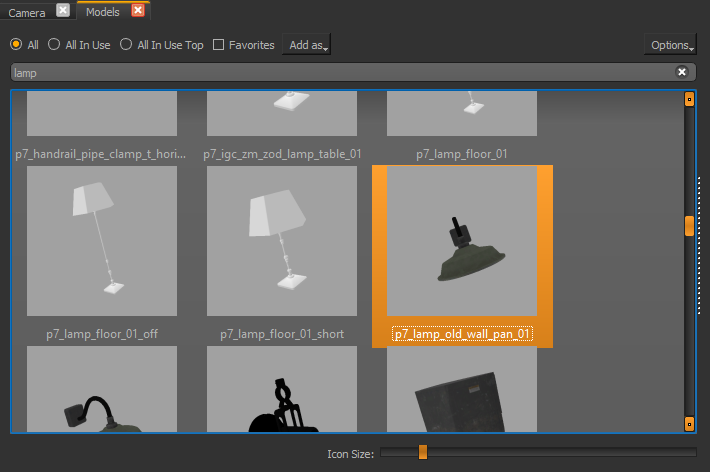 Camera
Models
All All In Use All In Use Top Favorites Add as Options
lamp
p7_handrail_pipe_clamp_t_hori... p7_igc_zm_zod_lamp_table_01 p7_lamp_floor_01
p7_lamp_floor_01_off p7_lamp_floor_01_short p7_lamp_old_wall_pan_01
Icon Size: